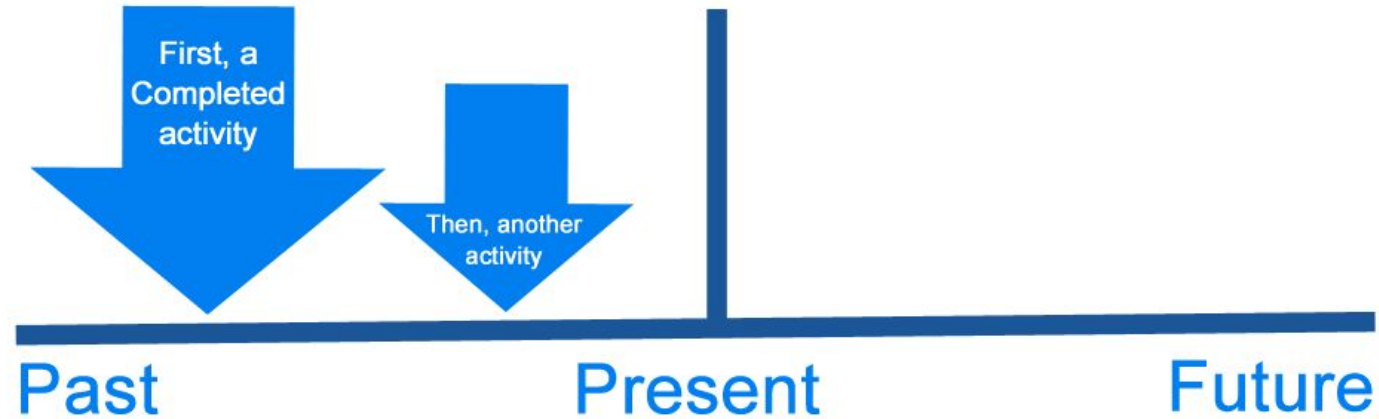 First, a
Completed
activity
Then, another
activity
Past
Present
Future